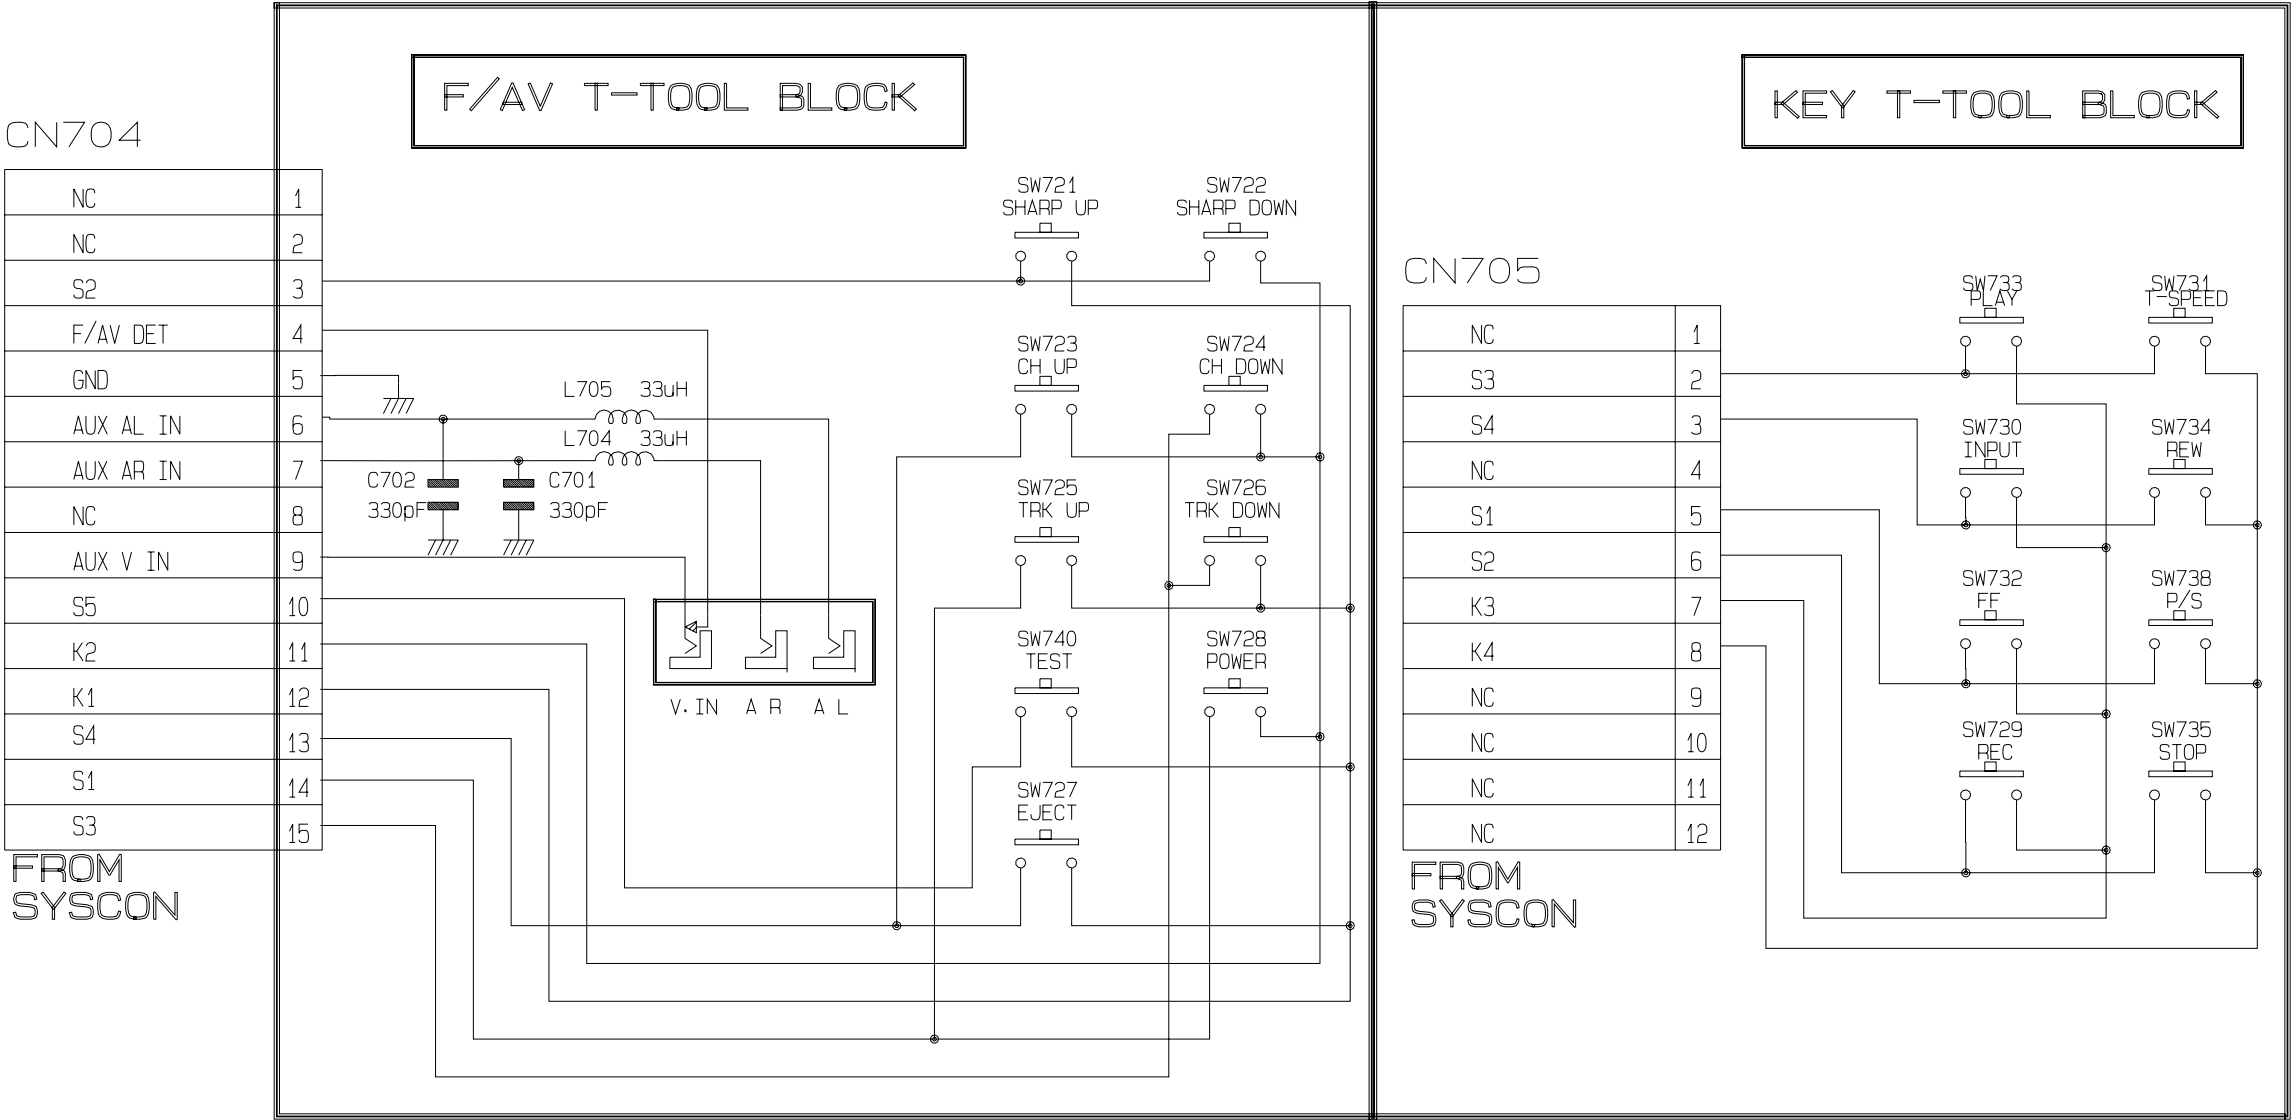 F/AV T-TOOL BLOCK
KEY T-TOOL BLOCK
CN704
NC 1
NC 2
S2 3
F/AV DET 4
GND 5
AUX AL IN 6
AUX AR IN 7
NC 8
AUX V IN 9
S5 10
K2 11
K1 12
S4 13
S1 14
S3 15
FROM
SYSCON
L705 33uH
L704 33uH
C702
330pF
C701
330pF
V.IN A R A L
SW721
SHARP UP
SW722
SHARP DOWN
SW723
CH UP
SW724
CH DOWN
SW725
TRK UP
SW726
TRK DOWN
SW740
TEST
SW728
POWER
SW727
EJECT
CN705
NC 1
S3 2
S4 3
NC 4
S1 5
S2 6
K3 7
K4 8
NC 9
NC 10
NC 11
NC 12
FROM
SYSCON
SW733
PLAY
SW731
T-SPEED
SW730
INPUT
SW734
REW
SW732
FF
SW738
P/S
SW729
REC
SW735
STOP